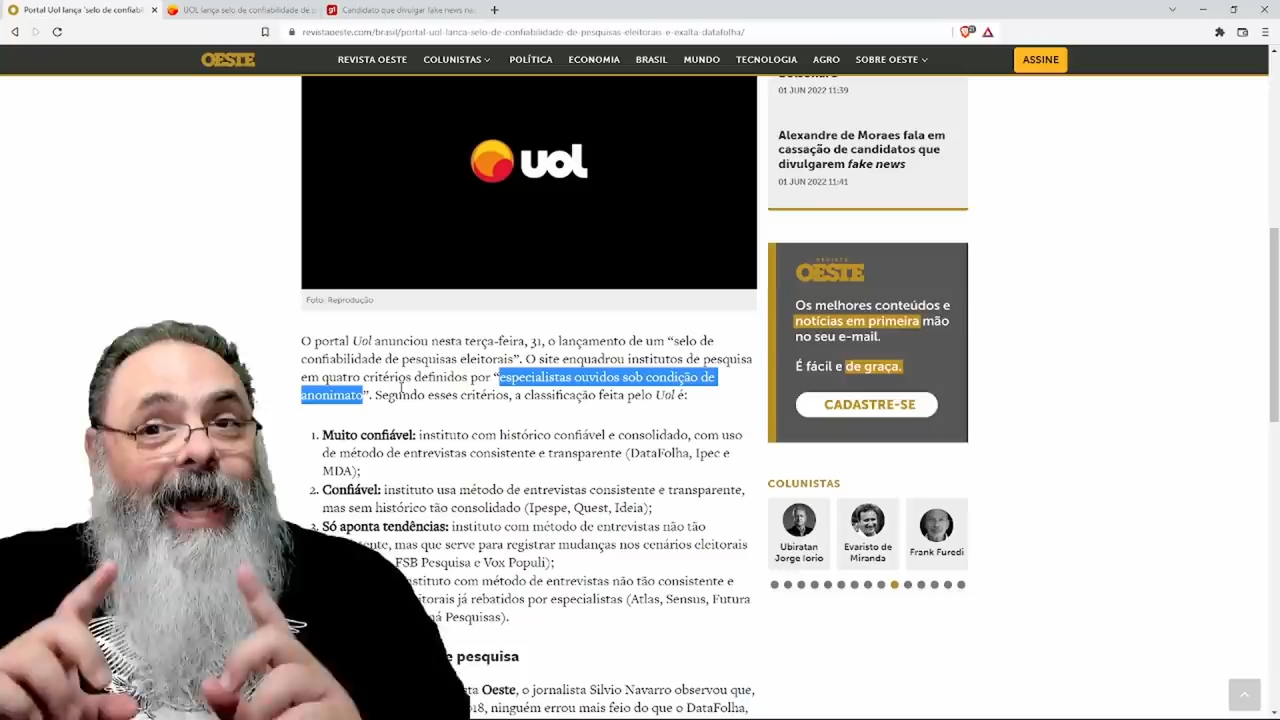 Portal Uol lança 'selo de confiabil
UOL lança selo de confiabilidade de p
Candidato que divulgar fake news na
revistaoeste.com/brasil/portal-uol-lanca-selo-de-confiabilidade-de-pesquisas-eleitorais-e-exalta-datafolha/
OESTE
REVISTA OESTE
COLUNISTAS
POLÍTICA
ECONOMIA
BRASIL
MUNDO
TECNOLOGIA
AGRO
SOBRE OESTE
ASSINE
uol
Foto: Reprodução
O portal Uol anunciou nesta terça-feira, 31, o lançamento de um “selo de
confiabilidade de pesquisas eleitorais”. O site enquadrou institutos de pesquisa
em quatro critérios definidos por “especialistas ouvidos sob condição de
anonimato”. Segundo esses critérios, a classificação feita pelo Uol é:
1. Muito confiável: instituto com histórico confiável e consolidado, com uso
de método de entrevistas consistente e transparente (DataFolha, Ipec e
MDA);
2. Confiável: instituto usa método de entrevistas consistente e transparente,
mas sem histórico tão consolidado (Ipespe, Quest, Ideia);
3. Só aponta tendências: instituto com método de entrevistas não tão
mas que serve para registrar mudanças nos cenários eleitorais
FSB Pesquisa e Vox Populi);
instituto com método de entrevistas não tão consistente e
já rebatidos por especialistas (Atlas, Sensus, Futura
Pesquisas).
e pesquisa
Oeste, o jornalista Silvio Navarro observou que,
ninguém errou mais feio do que o DataFolha,
01 JUN 2022 11:39
Alexandre de Moraes fala em
cassação de candidatos que
divulgarem fake news
01 JUN 2022 11:41
REVISTA
OESTE
Os melhores conteúdos e
notícias em primeira mão
no seu e-mail.
É fácil e de graça.
CADASTRE-SE
COLUNISTAS
Ubiratan
Jorge Iorio
Evaristo de
Miranda
Frank Furedi